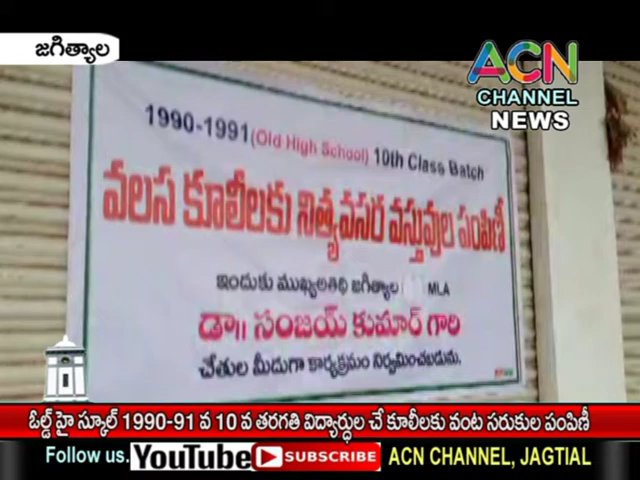 జగిత్యాల
ACN
CHANNEL
NEWS
1990-1991(Old High School) 10th Class Batch
వలస కూలీలకు నిత్యవసర వస్తువుల పంపిణీ
ఇందుకు ముఖ్యఅతిథి జగిత్యాల MLA
డా౹౹ సంజయ్ కుమార్ గారి
చేతుల మీదుగా కార్యక్రమం నిర్వహించబడును.
ఓల్డ్ హై స్కూల్ 1990-91 వ 10 వ తరగతి విద్యార్థుల చే కూలీలకు వంట సరుకుల పంపిణీ
Follow us. YouTube SUBSCRIBE ACN CHANNEL, JAGTIAL